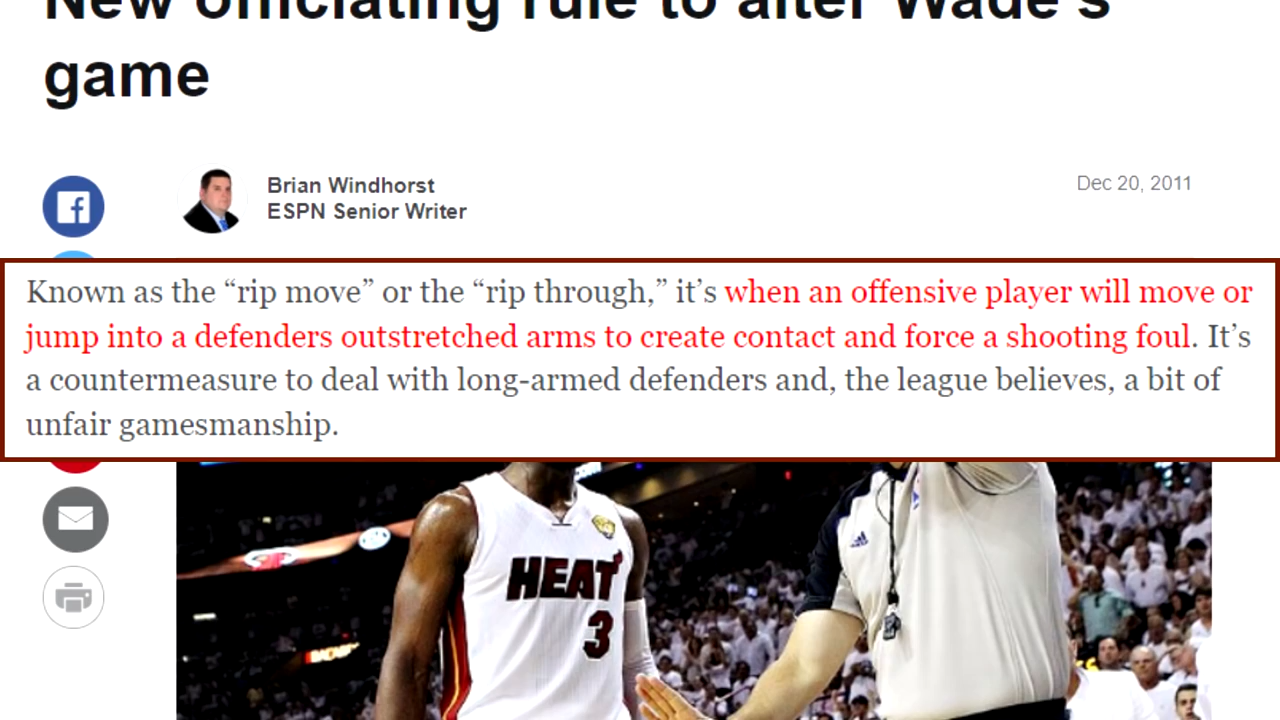 New officiating rule to alter Wade's
game
Brian Windhorst
ESPN Senior Writer
Dec 20, 2011
Known as the “rip move” or the “rip through,” it’s when an offensive player will move or
jump into a defenders outstretched arms to create contact and force a shooting foul. It’s
a countermeasure to deal with long-armed defenders and, the league believes, a bit of
unfair gamesmanship.
HEAT
3